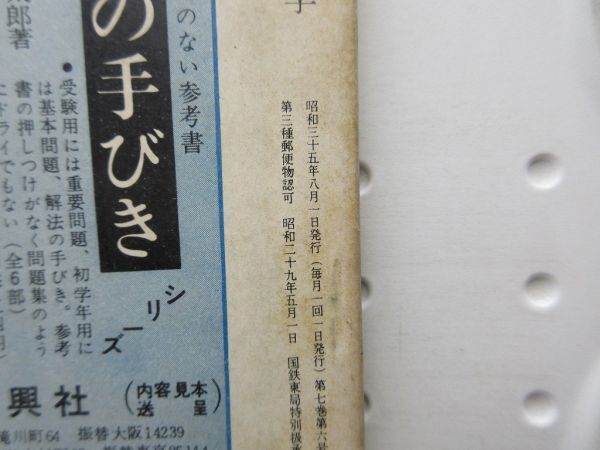 昭和三十五年八月一日発行（毎月一回一日発行）第七巻第六号
第三種郵便物認可　昭和二十九年五月一日　国鉄東局特別扱承
のない参考書
の手びき
シリーズ
郎著
●受験用には重要問題、初学年用に
は基本問題、解法の手びき。参考
書の押しつけがなく問題集のよう
にドライでもない（全6部）
興社
（内容見本送呈）
滝川町64　振替大阪14239